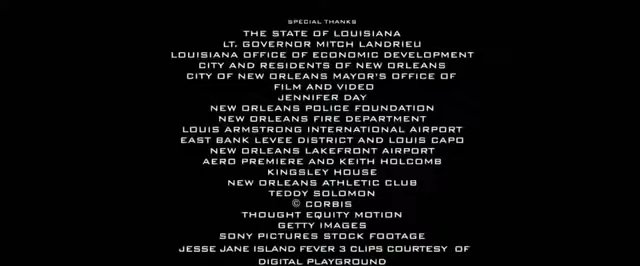 SPECIAL THANKS
THE STATE OF LOUISIANA
LT. GOVERNOR MITCH LANDRIEU
LOUISIANA OFFICE OF ECONOMIC DEVELOPMENT
CITY AND RESIDENTS OF NEW ORLEANS
CITY OF NEW ORLEANS MAYOR'S OFFICE OF
FILM AND VIDEO
JENNIFER DAY
NEW ORLEANS POLICE FOUNDATION
NEW ORLEANS FIRE DEPARTMENT
LOUIS ARMSTRONG INTERNATIONAL AIRPORT
EAST BANK LEVEE DISTRICT AND LOUIS CAPO
NEW ORLEANS LAKEFRONT AIRPORT
AERO PREMIERE AND KEITH HOLCOMB
KINGSLEY HOUSE
NEW ORLEANS ATHLETIC CLUB
TEDDY SOLOMON
© CORBIS
THOUGHT EQUITY MOTION
GETTY IMAGES
SONY PICTURES STOCK FOOTAGE
JESSE JANE ISLAND FEVER 3 CLIPS COURTESY OF
DIGITAL PLAYGROUND